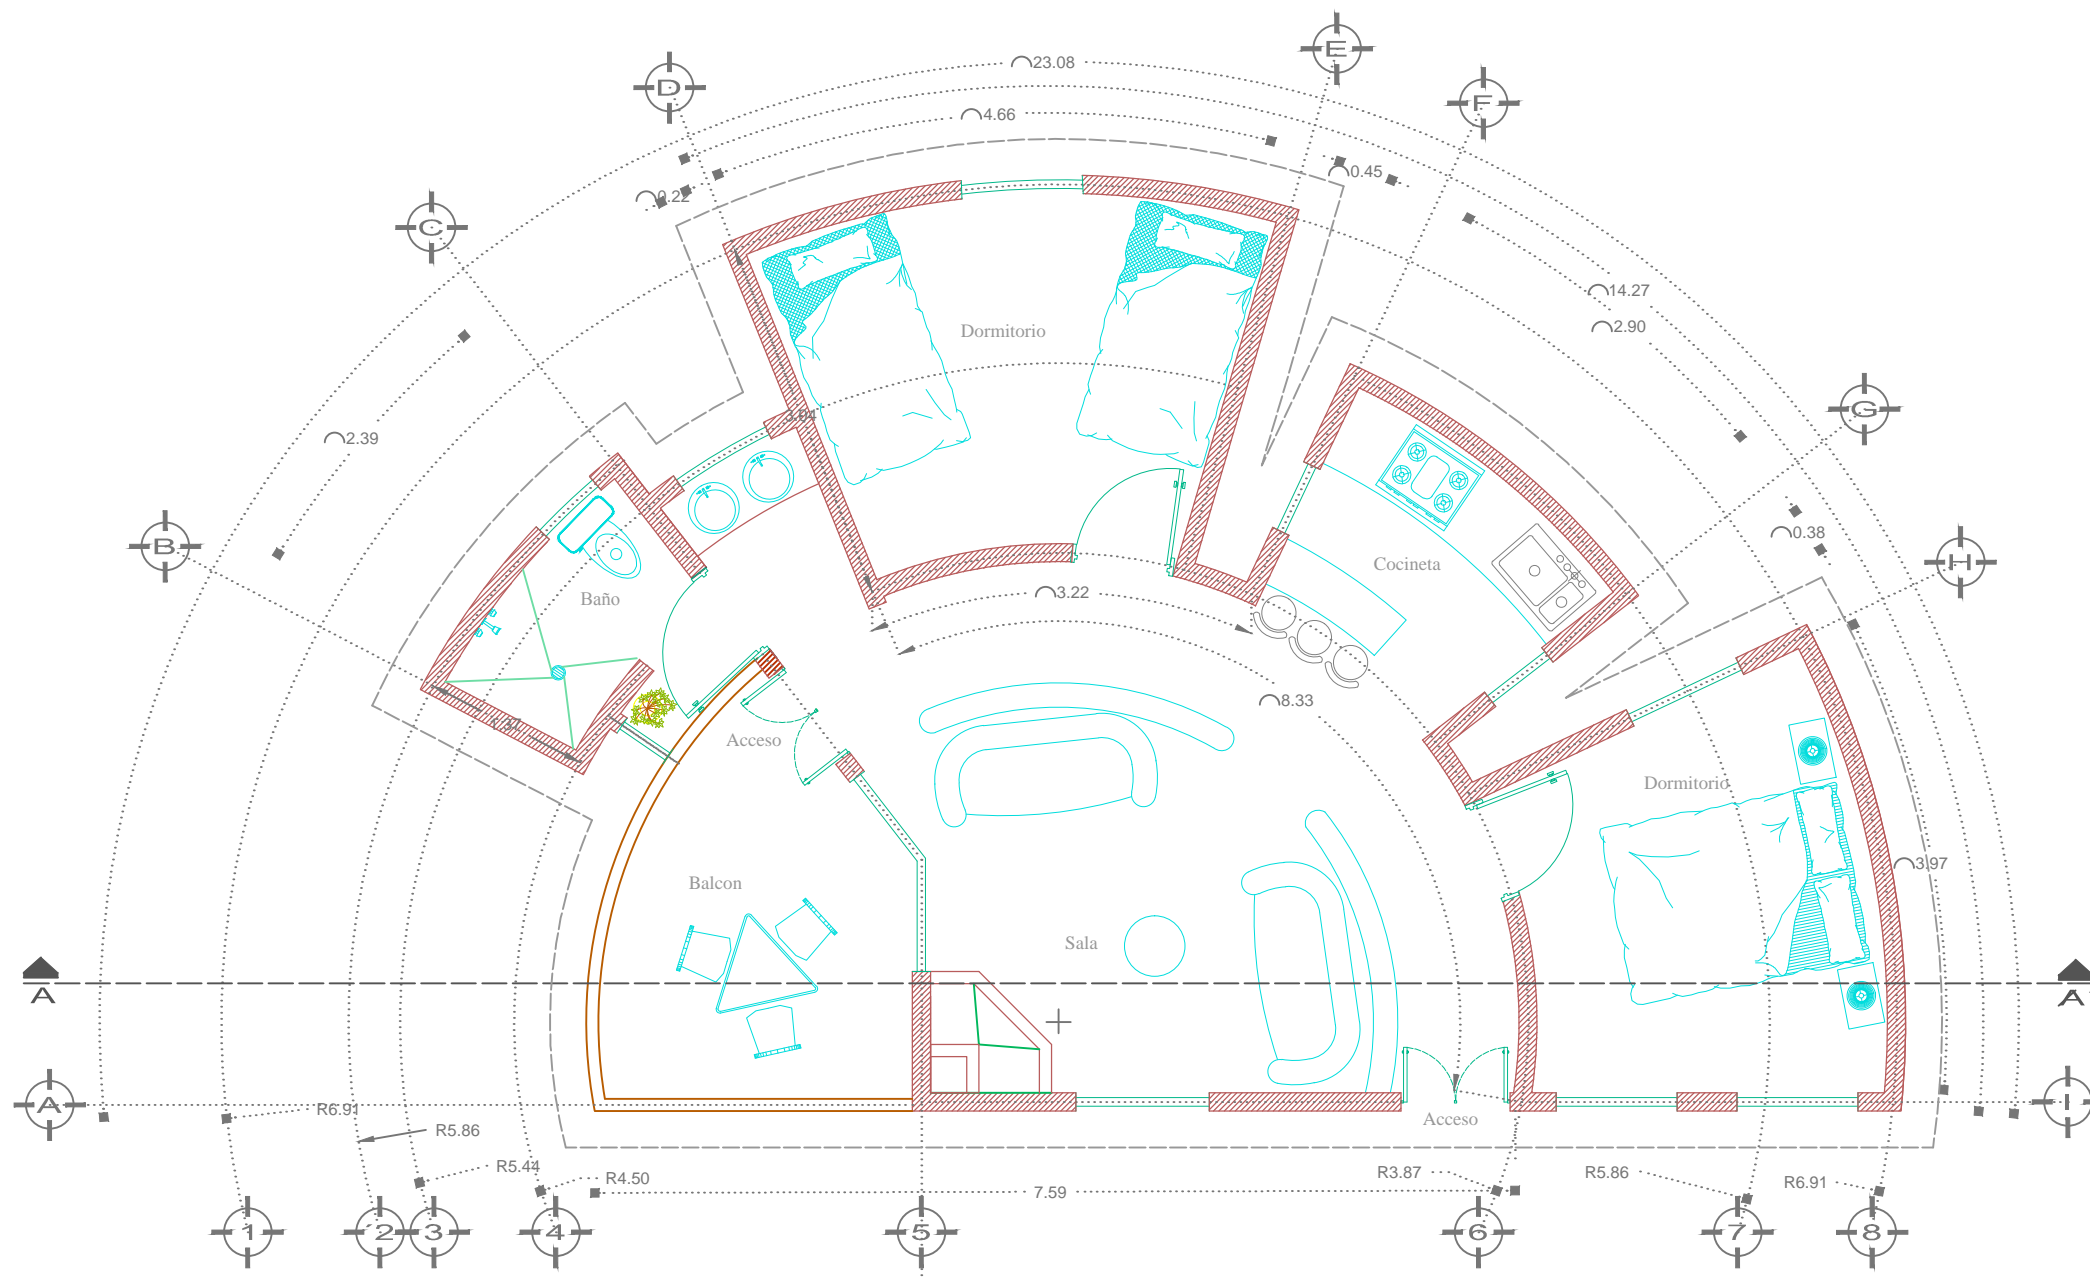 E
23.08
D
F
4.66
0.45
0.22
C
14.27
2.90
Dormitorio
G
3.94
2.39
0.38
B
H
Cocineta
Baño
3.22
8.33
Acceso
Dormitorio
3.97
Balcon
Sala
A
A'
A
I
R6.91
Acceso
R5.86
R5.44
R4.50
R3.87
R5.86
R6.91
7.59
1
2
3
4
5
6
7
8